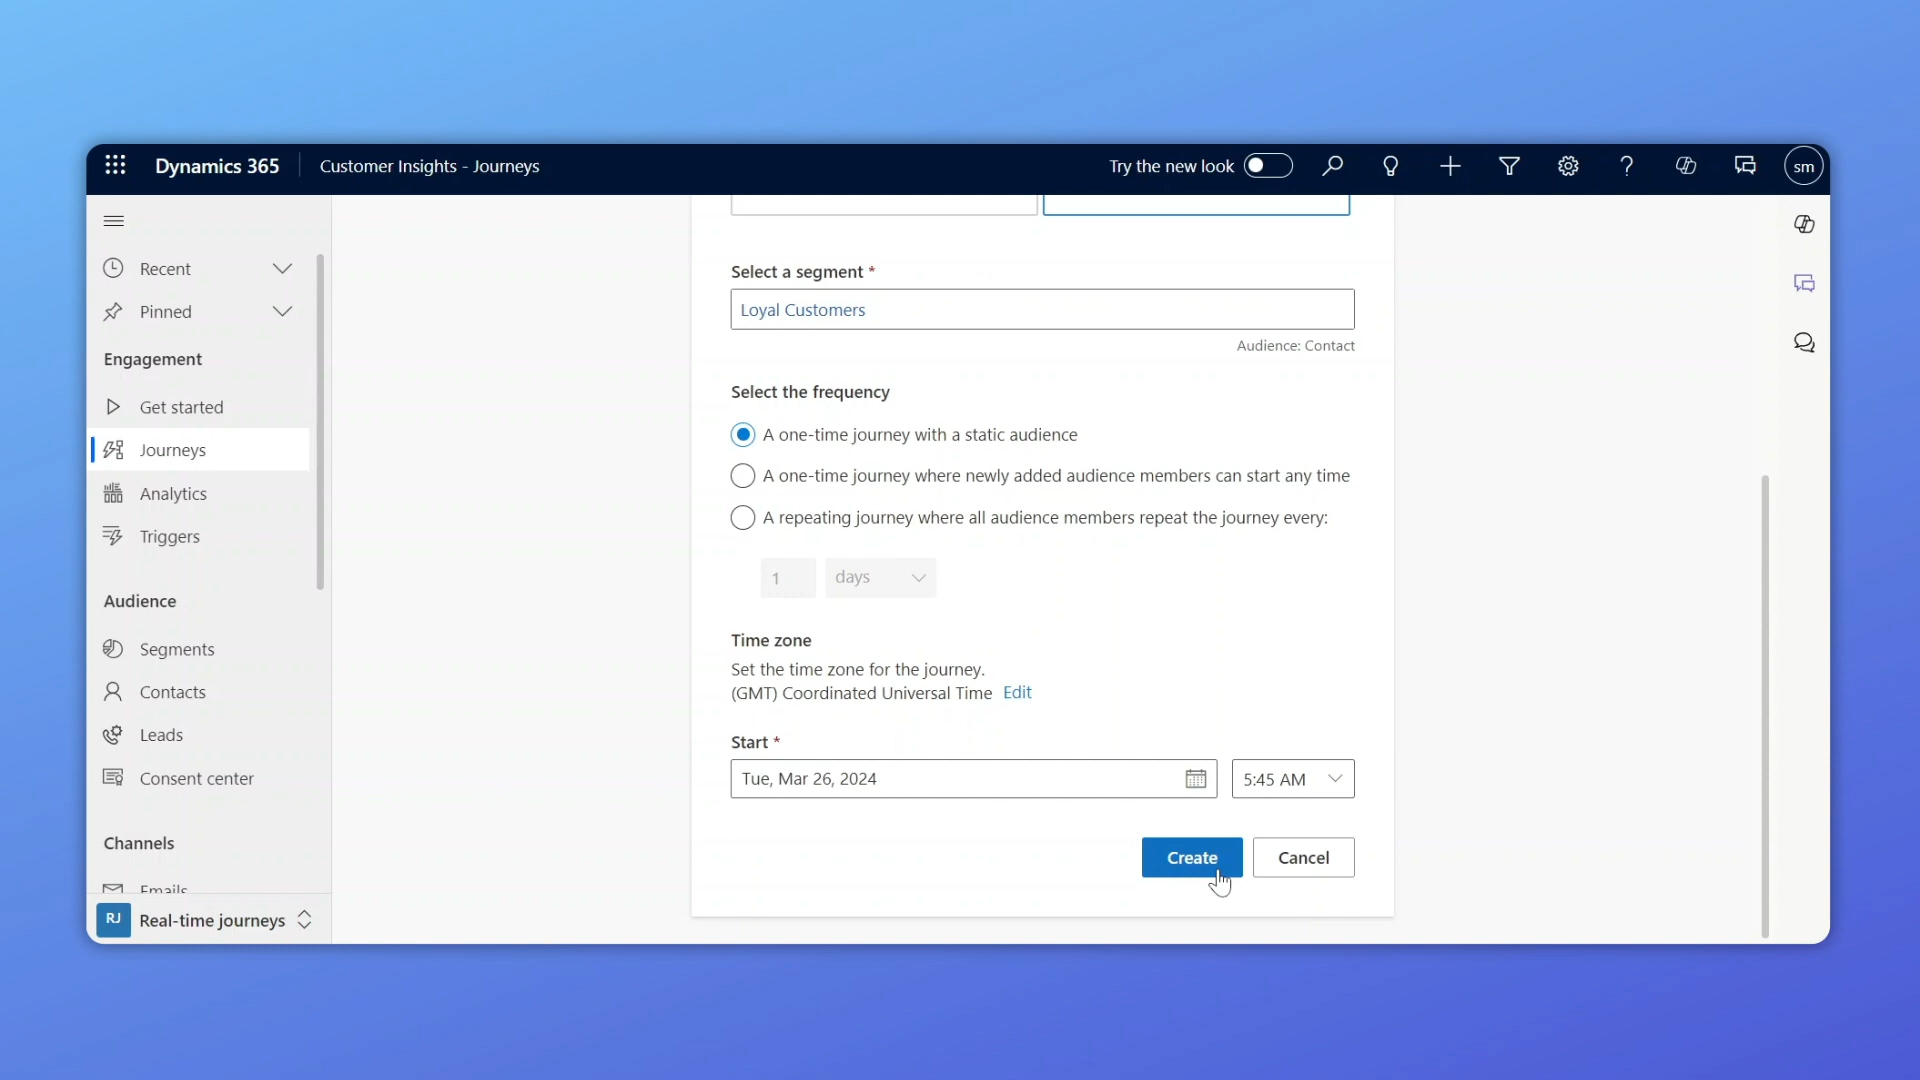 Dynamics 365
Customer Insights - Journeys
Try the new look
sm
Recent
Pinned
Engagement
Get started
Journeys
Analytics
Triggers
Audience
Segments
Contacts
Leads
Consent center
Channels
Emails
RJ
Real-time journeys
Select a segment *
Loyal Customers
Audience: Contact
Select the frequency
A one-time journey with a static audience
A one-time journey where newly added audience members can start any time
A repeating journey where all audience members repeat the journey every:
1
days
Time zone
Set the time zone for the journey.
(GMT) Coordinated Universal Time Edit
Start *
Tue, Mar 26, 2024
5:45 AM
Create
Cancel